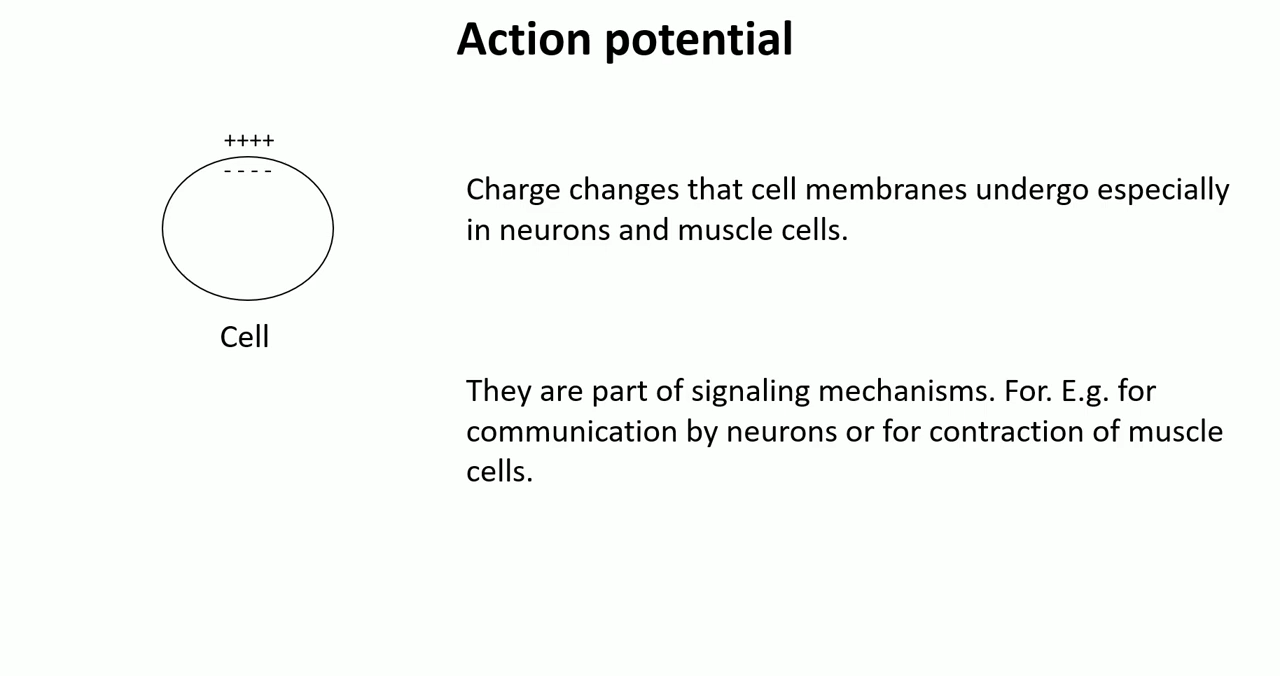 Action potential
++++
- - - -
Cell
Charge changes that cell membranes undergo especially
in neurons and muscle cells.
They are part of signaling mechanisms. For. E.g. for
communication by neurons or for contraction of muscle
cells.